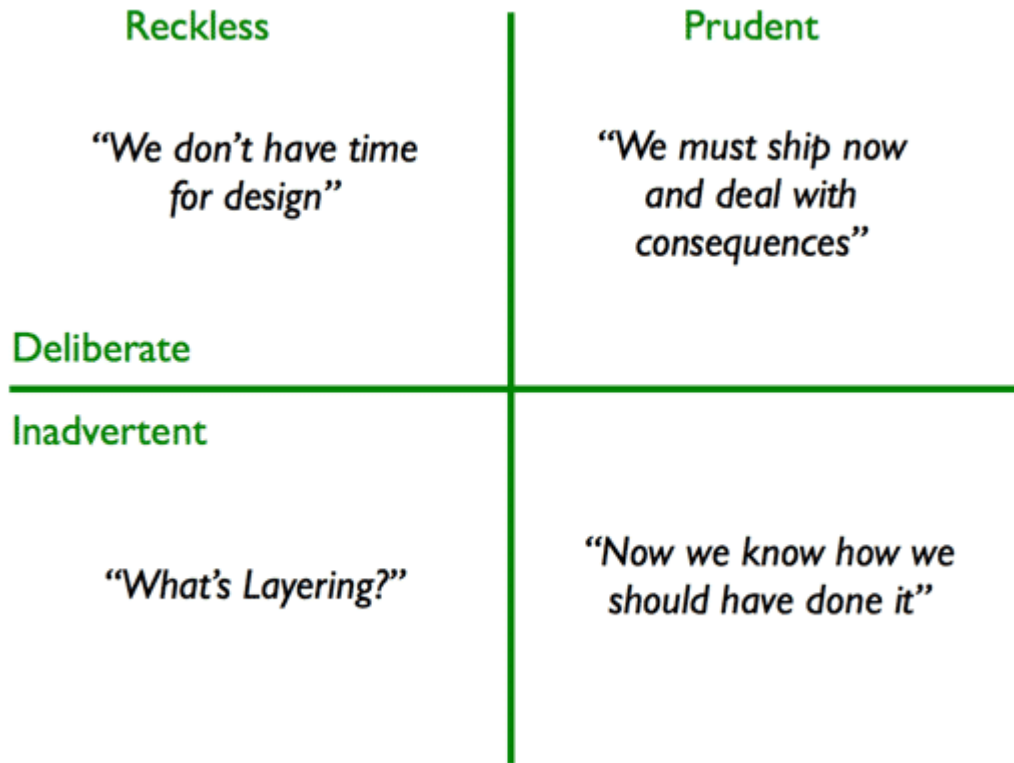 Reckless
Prudent
“We don’t have time
for design”
“We must ship now
and deal with
consequences”
Deliberate
Inadvertent
“What’s Layering?”
“Now we know how we
should have done it”